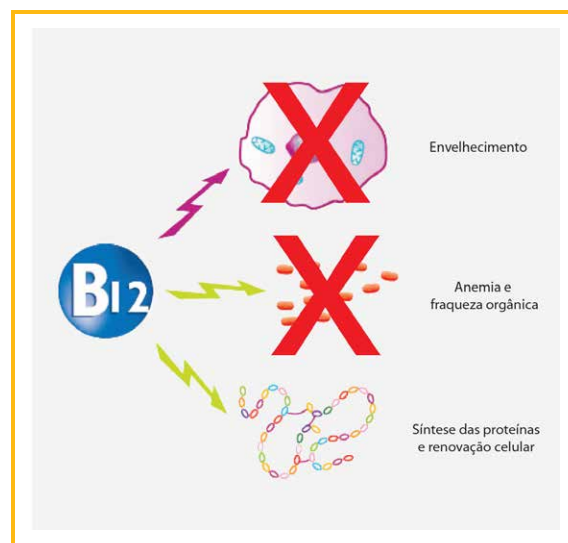 Envelhecimento
B12
Anemia e
fraqueza orgânica
Síntese das proteínas
e renovação celular